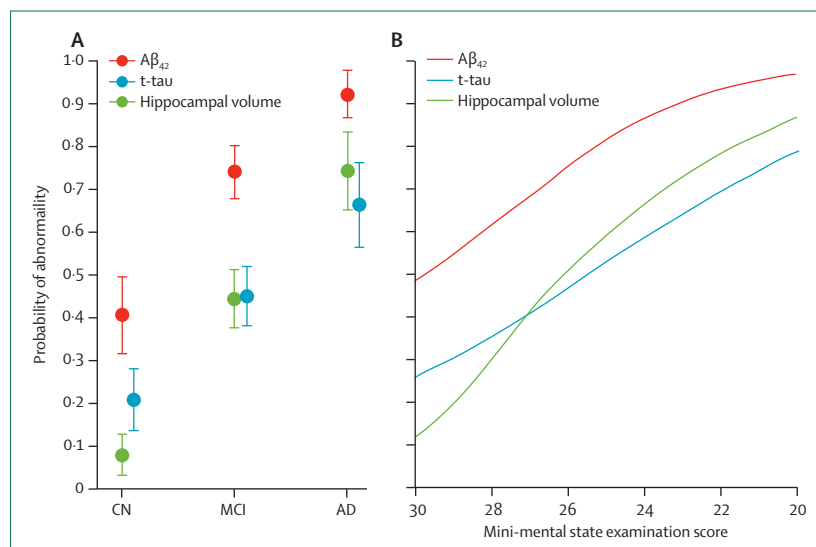 A
Aβ₄₂
t-tau
Hippocampal volume
Probability of abnormaility
1·0
0·9
0·8
0·7
0·6
0·5
0·4
0·3
0·2
0·1
0
CN MCI AD
B
Aβ₄₂
t-tau
Hippocampal volume
30 28 26 24 22 20
Mini-mental state examination score